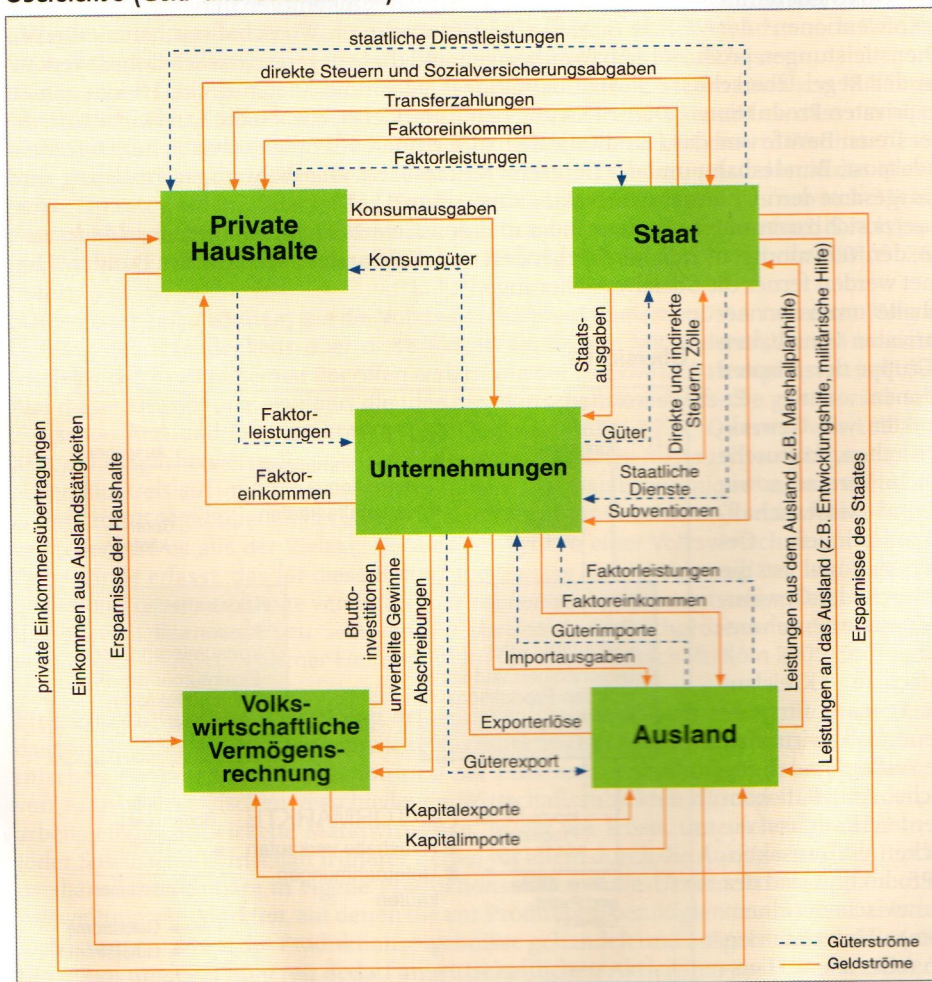 staatliche Dienstleistungen
direkte Steuern und Sozialversicherungsabgaben
Transferzahlungen
Faktoreinkommen
Faktorleistungen
Private
Haushalte
Konsumausgaben
Konsumgüter
Staat
Staats-
ausgaben
Güter
Direkte und indirekte
Steuern, Zölle
Faktor-
leistungen
Faktor-
einkommen
Unternehmungen
Staatliche
Dienste
Subventionen
private Einkommensübertragungen
Einkommen aus Auslandstätigkeiten
Ersparnisse der Haushalte
Brutto-
investitionen
unverteilte Gewinne
Abschreibungen
Faktorleistungen
Faktoreinkommen
Güterimporte
Importausgaben
Exporterlöse
Güterexport
Leistungen aus dem Ausland (z.B. Marshallplanhilfe)
Leistungen an das Ausland (z.B. Entwicklungshilfe, militärische Hilfe)
Ersparnisse des Staates
Volks-
wirtschaftliche
Vermögens-
rechnung
Ausland
Kapitalexporte
Kapitalimporte
Güterströme
Geldströme